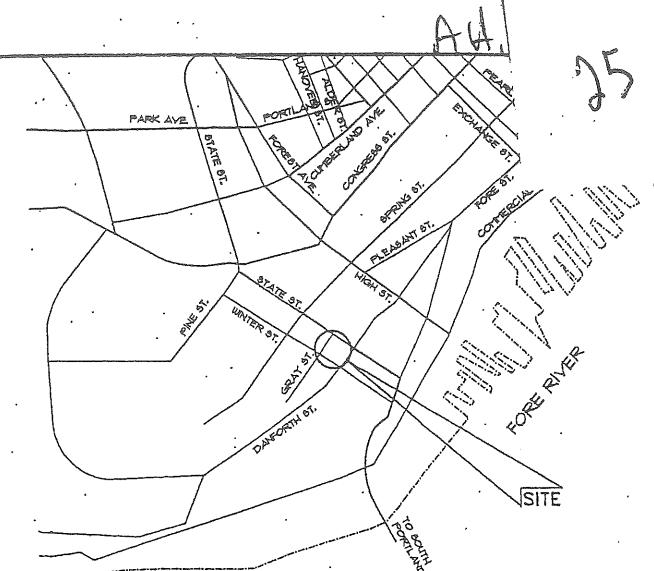 A H.
25
PEARL
HANOVER ST.
ALDER ST.
PORTLAND
PARK AVE
STATE ST.
FOREST AVE.
CUMBERLAND AVE.
CONGRESS ST.
EXCHANGE ST.
SPRING ST.
FORE ST.
COMMERCIAL
PLEASANT ST.
HIGH ST.
STATE ST.
WINTER ST.
PINE ST.
GRAY ST.
DANFORTH ST.
FORE RIVER
SITE
TO SOUTH
PORTLAND